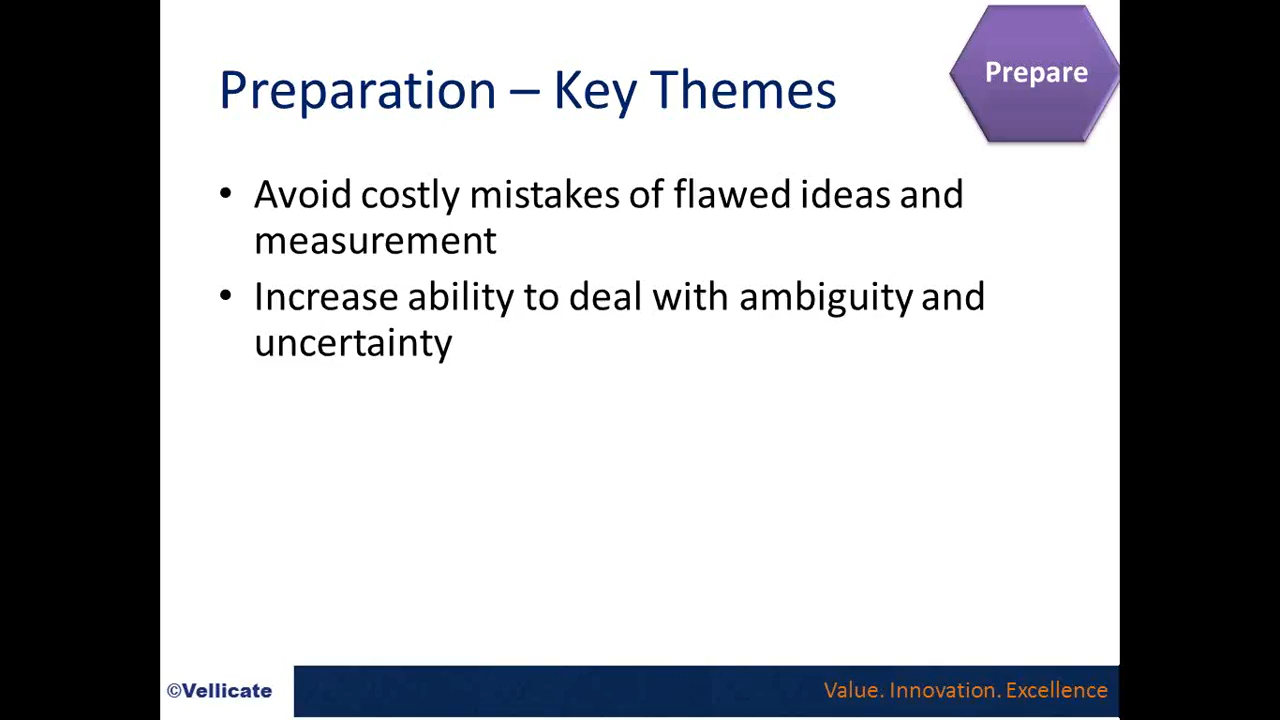 Prepare
Preparation – Key Themes
• Avoid costly mistakes of flawed ideas and
measurement
• Increase ability to deal with ambiguity and
uncertainty
©Vellicate
Value. Innovation. Excellence